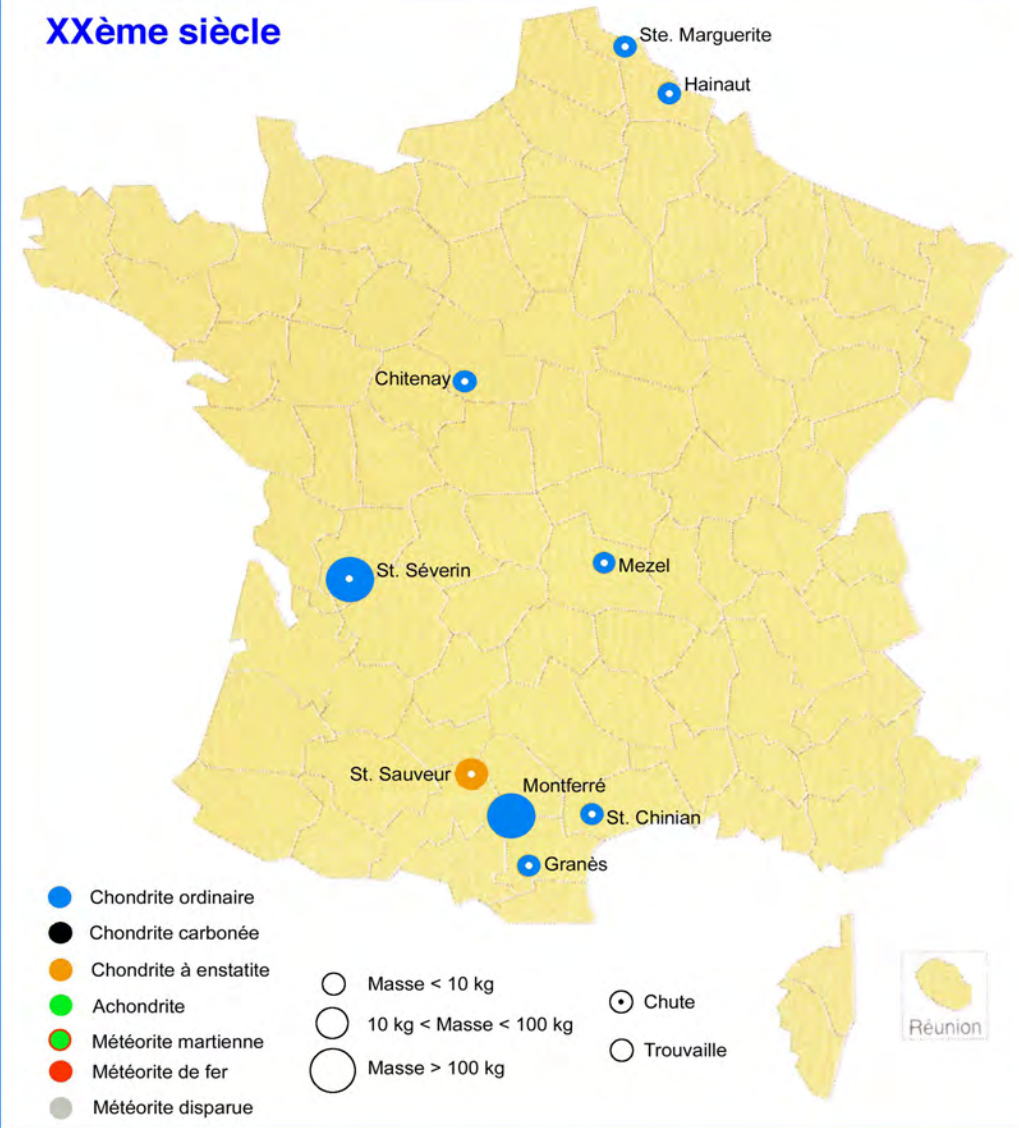 XXème siècle
Ste. Marguerite
Hainaut
Chitenay
St. Séverin
Mezel
St. Sauveur
Montferré
St. Chinian
Granès
Chondrite ordinaire
Chondrite carbonée
Chondrite à enstatite
Achondrite
Météorite martienne
Météorite de fer
Météorite disparue
Masse < 10 kg
10 kg < Masse < 100 kg
Masse > 100 kg
Chute
Trouvaille
Réunion